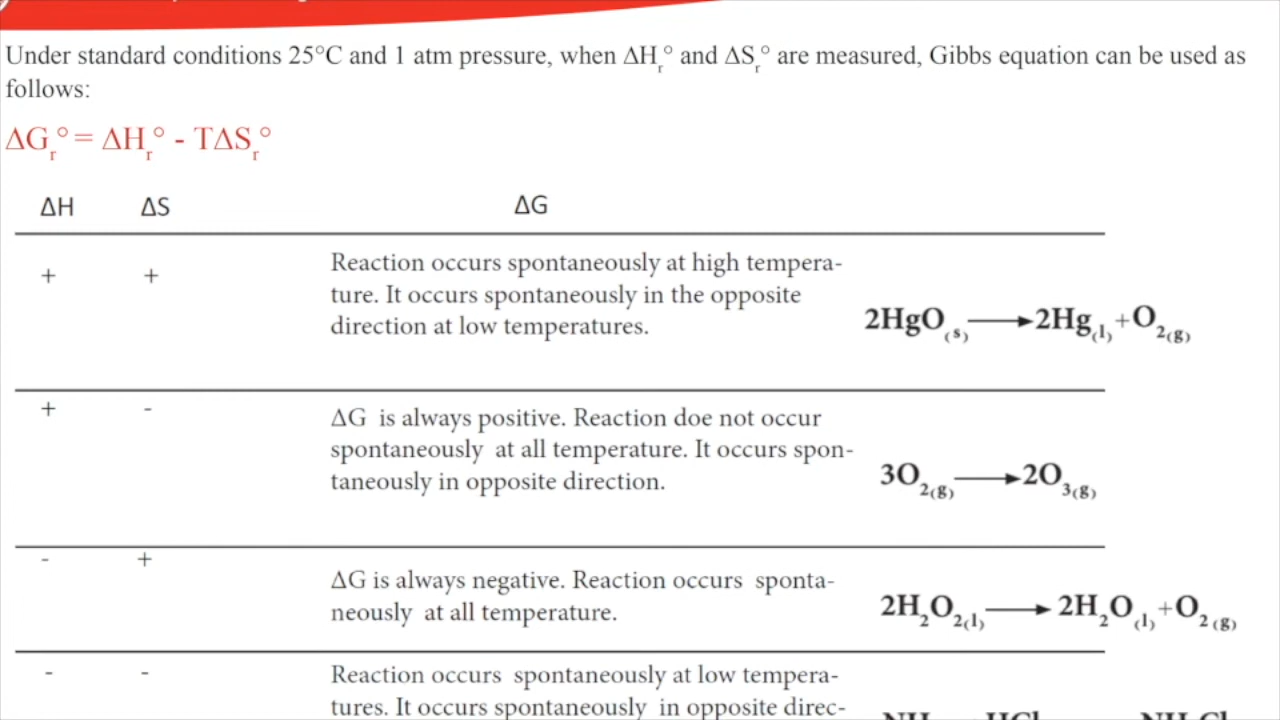 Under standard conditions 25°C and 1 atm pressure, when ΔHr° and ΔSr° are measured, Gibbs equation can be used as
follows:
ΔGr° = ΔHr° - TΔSr°
ΔH ΔS ΔG
+ + Reaction occurs spontaneously at high tempera-
ture. It occurs spontaneously in the opposite
direction at low temperatures.
2HgO(s) → 2Hg(l) + O2(g)
+ - ΔG is always positive. Reaction doe not occur
spontaneously at all temperature. It occurs spon-
taneously in opposite direction.
3O2(g) → 2O3(g)
- + ΔG is always negative. Reaction occurs sponta-
neously at all temperature.
2H2O2(l) → 2H2O(l) + O2(g)
- - Reaction occurs spontaneously at low tempera-
tures. It occurs spontaneously in opposite direc-